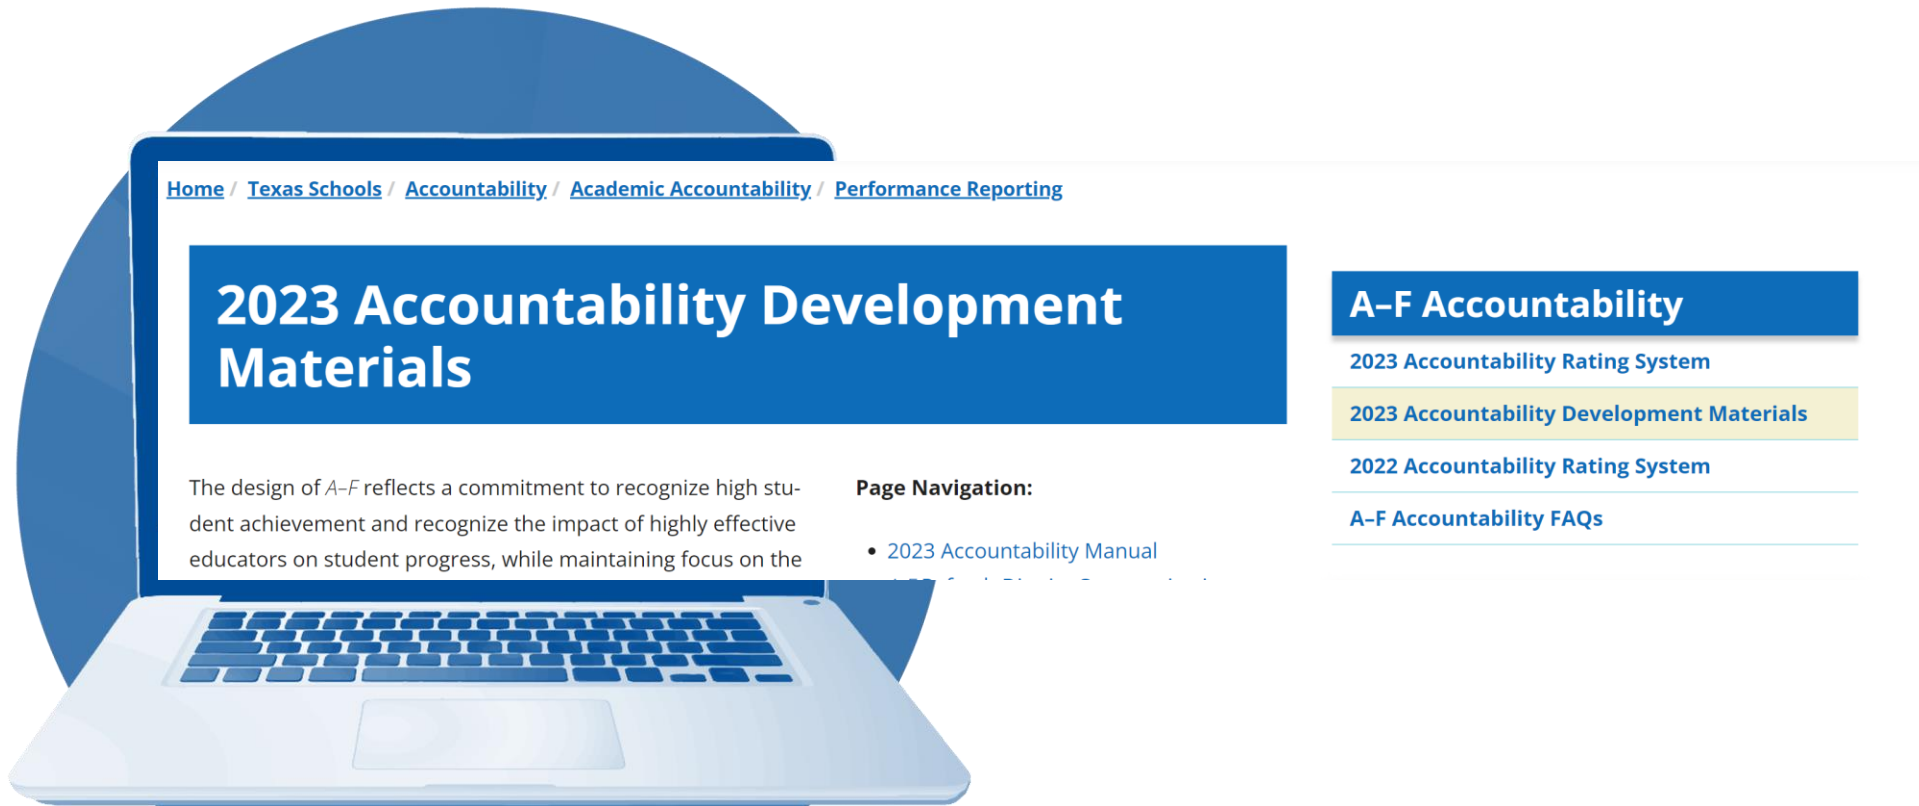 Home / Texas Schools / Accountability / Academic Accountability / Performance Reporting
2023 Accountability Development
Materials
The design of A–F reflects a commitment to recognize high stu-
dent achievement and recognize the impact of highly effective
educators on student progress, while maintaining focus on the
Page Navigation:
• 2023 Accountability Manual
A–F Accountability
2023 Accountability Rating System
2023 Accountability Development Materials
2022 Accountability Rating System
A–F Accountability FAQs